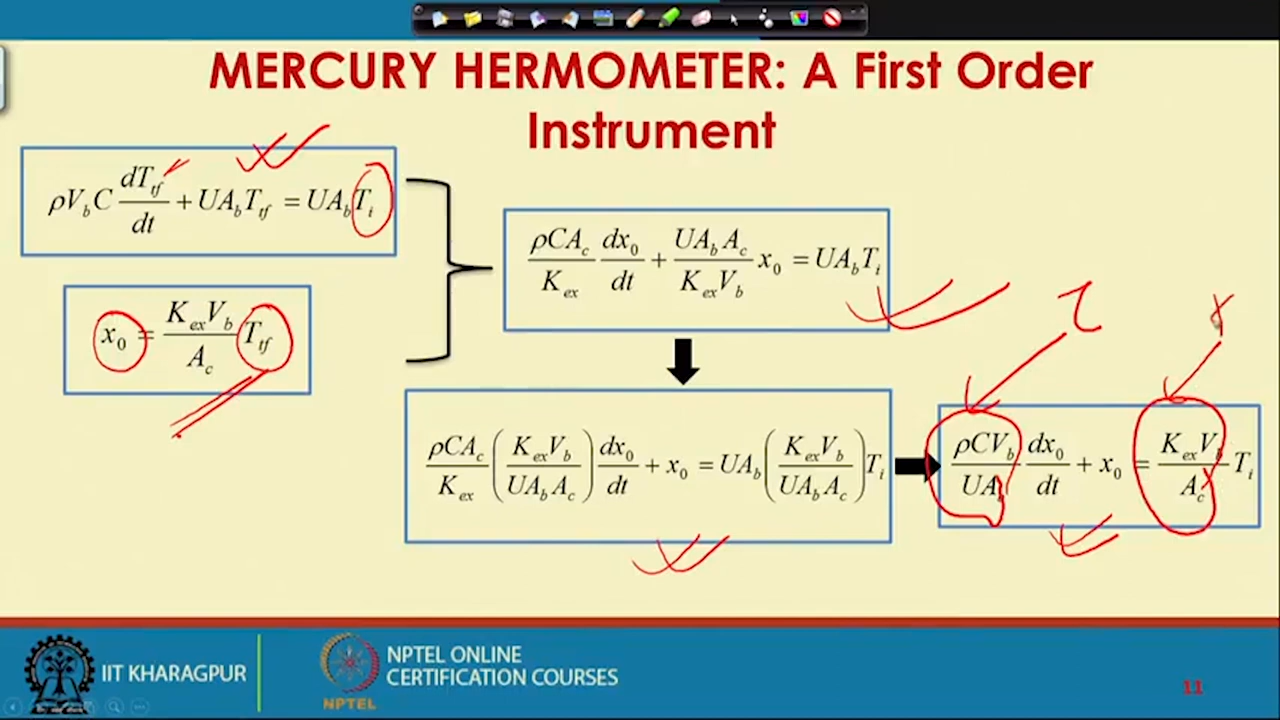 MERCURY HERMOMETER: A First Order
Instrument
ρV_b C dT_tf/dt + UA_b T_tf = UA_b T_i
x_0 = K_ex V_b / A_c T_tf
ρCA_c/K_ex dx_0/dt + UA_b A_c/K_ex V_b x_0 = UA_b T_i
τ
ρCA_c/K_ex (K_ex V_b/UA_b A_c) dx_0/dt + x_0 = UA_b (K_ex V_b/UA_b A_c) T_i
ρCV_b/UA_b dx_0/dt + x_0 = K_ex V_b/A_c T_i
IIT KHARAGPUR
NPTEL
NPTEL ONLINE
CERTIFICATION COURSES
11